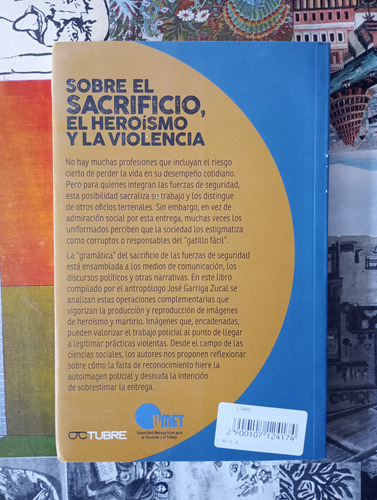 SOBRE EL
SACRIFICIO,
EL HEROÍSMO
Y LA VIOLENCIA
No hay muchas profesiones que incluyan el riesgo
cierto de perder la vida en su desempeño cotidiano.
Pero para quienes integran las fuerzas de seguridad,
esta posibilidad sacraliza su trabajo y los distingue
de otros oficios terrenales. Sin embargo, en vez de
admiración social por esta entrega, muchas veces los
uniformados perciben que la sociedad los estigmatiza
como corruptos o responsables del "gatillo fácil".
La "gramática" del sacrificio de las fuerzas de seguridad
está ensamblada a los medios de comunicación, los
discursos políticos y otras narrativas. En este libro
compilado por el antropólogo José Garriga Zucal se
analizan estas operaciones complementarias que
vigorizan la producción y reproducción de imágenes
de heroísmo y martirio. Imágenes que, encadenadas,
pueden valorizar el trabajo policial al punto de llegar
a legitimar prácticas violentas. Desde el campo de las
ciencias sociales, los autores nos proponen reflexionar
sobre cómo la falta de reconocimiento hiere la
autoimagen policial y desnuda la intención
de sobrestimar la entrega.
OCTUBRE
UMET
Universidad Metropolitana para
la Educación y el Trabajo
LIBRO
2 900107 124174